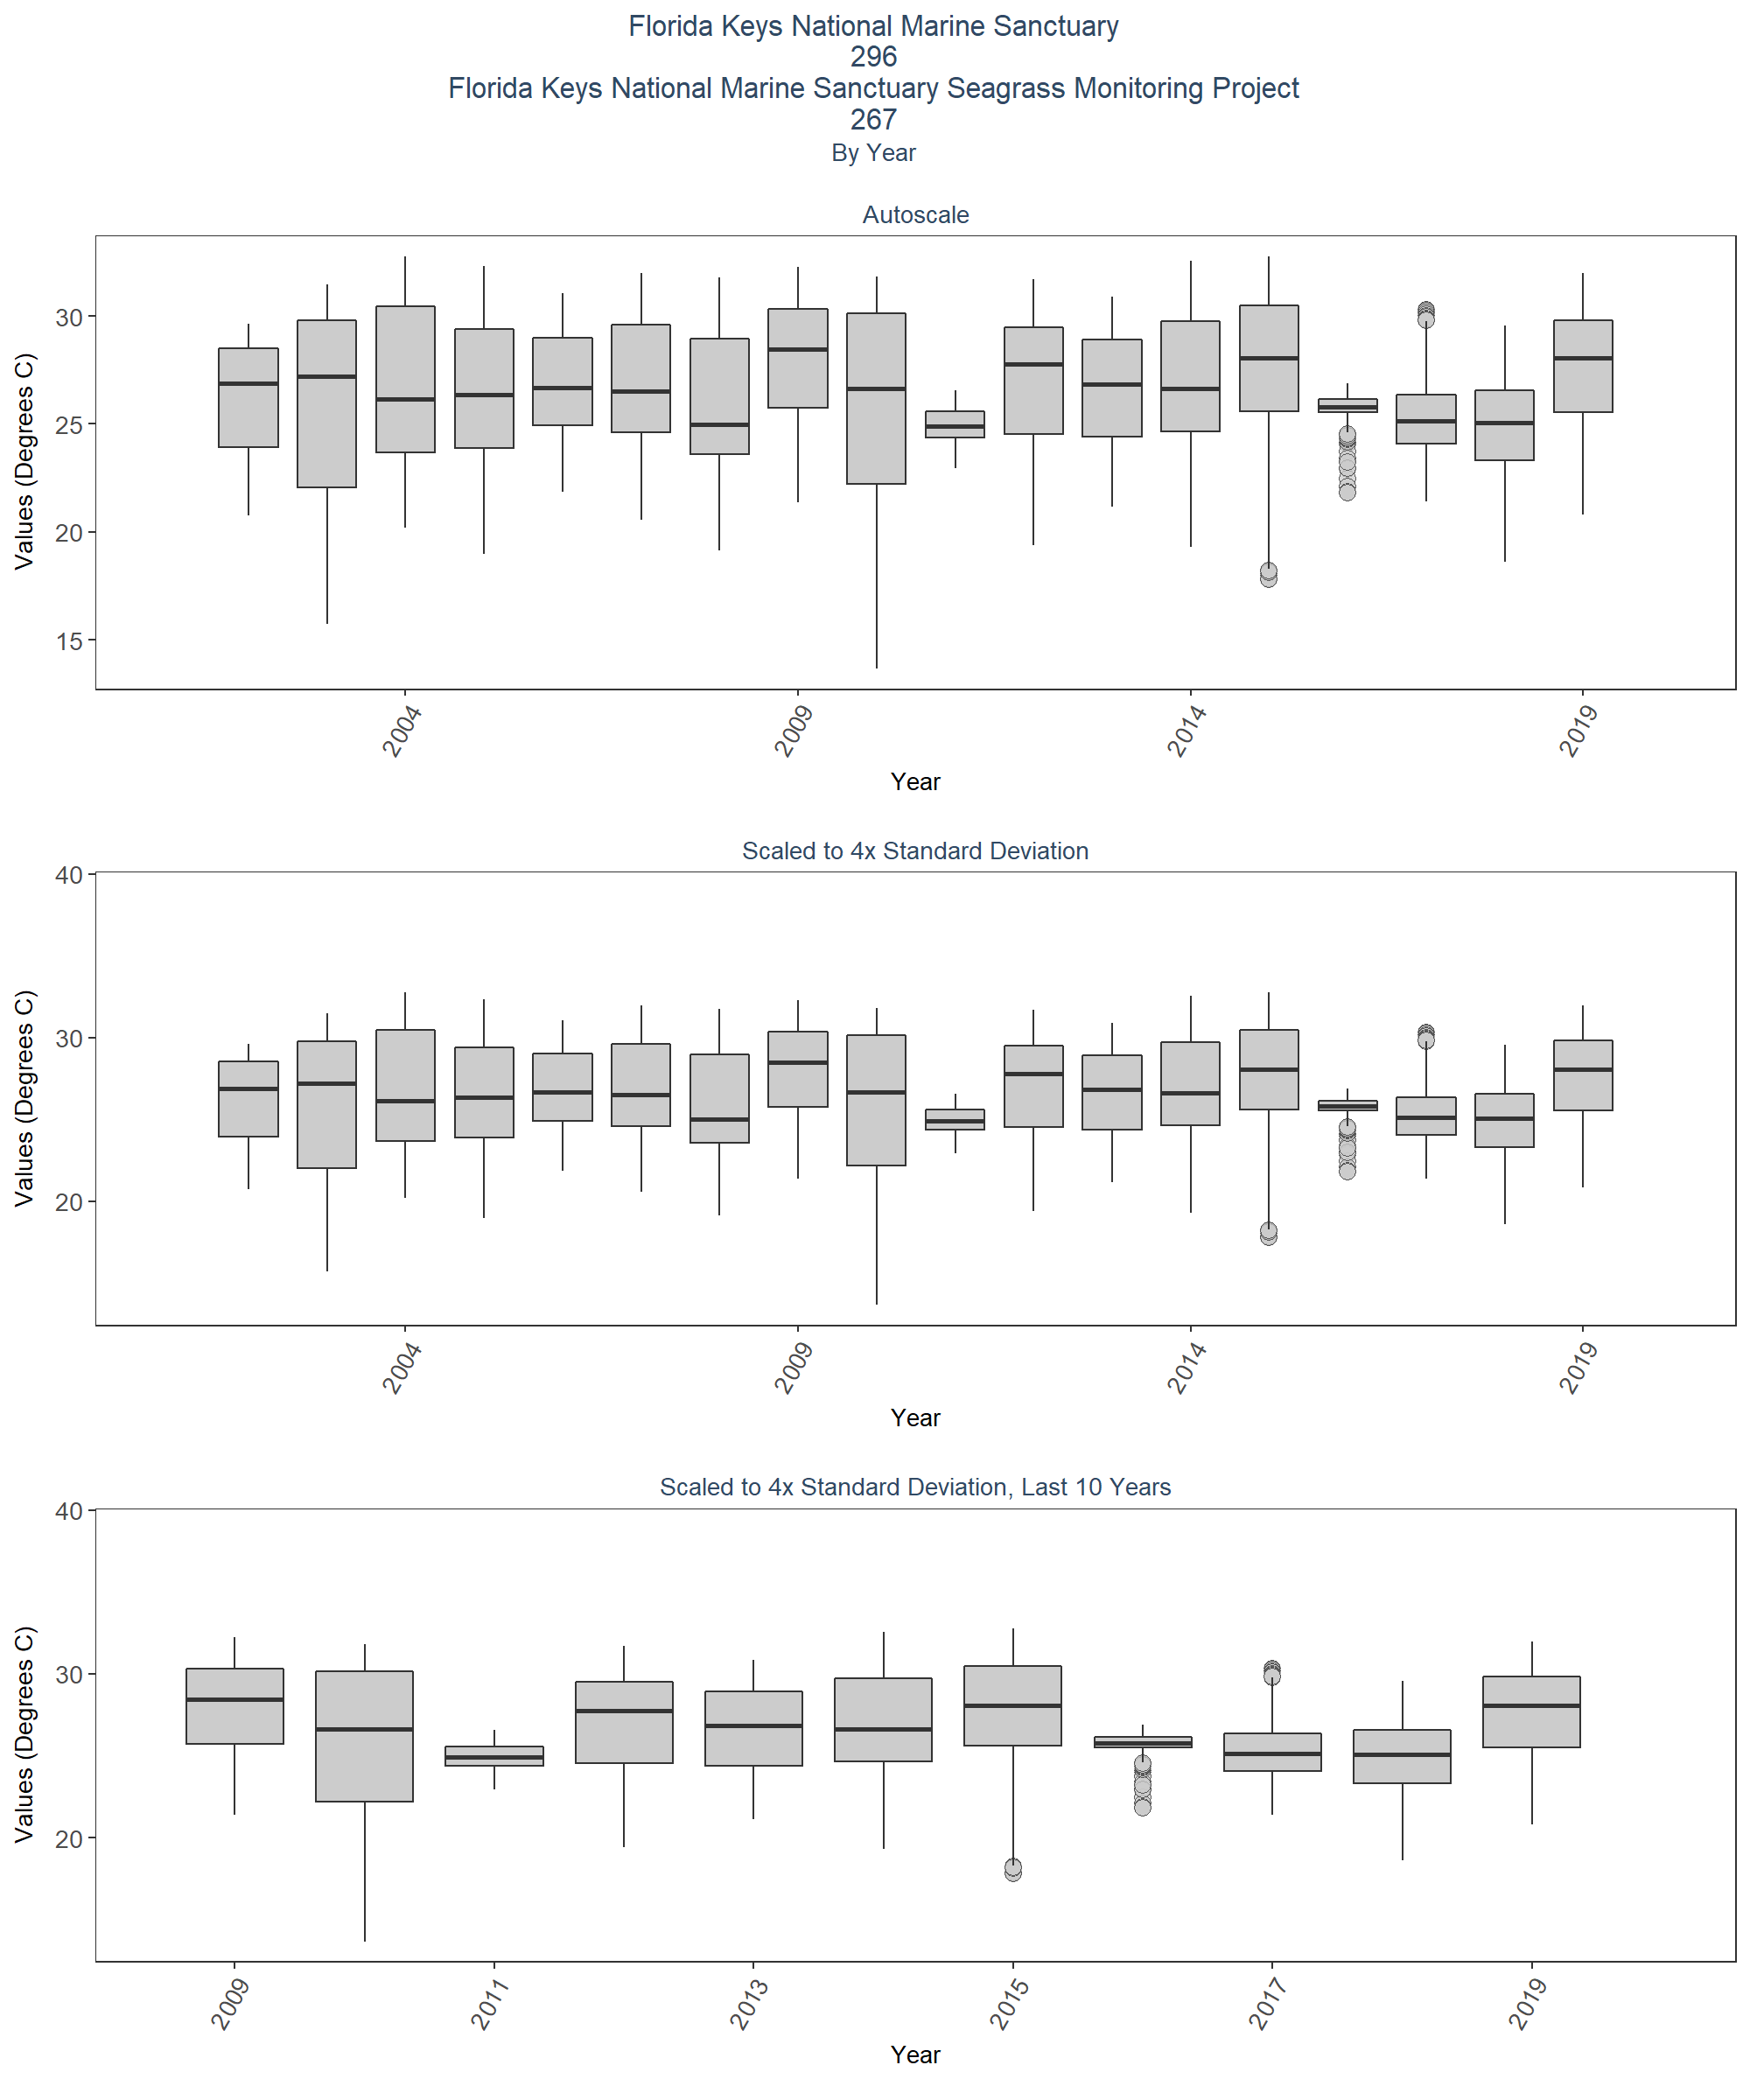 Florida Keys National Marine Sanctuary
296
Florida Keys National Marine Sanctuary Seagrass Monitoring Project
267
By Year
Autoscale
Values (Degrees C)
30
25
20
15
2004
2009
2014
2019
Year
Scaled to 4x Standard Deviation
Values (Degrees C)
40
30
20
2004
2009
2014
2019
Year
Scaled to 4x Standard Deviation, Last 10 Years
Values (Degrees C)
40
30
20
2009
2011
2013
2015
2017
2019
Year